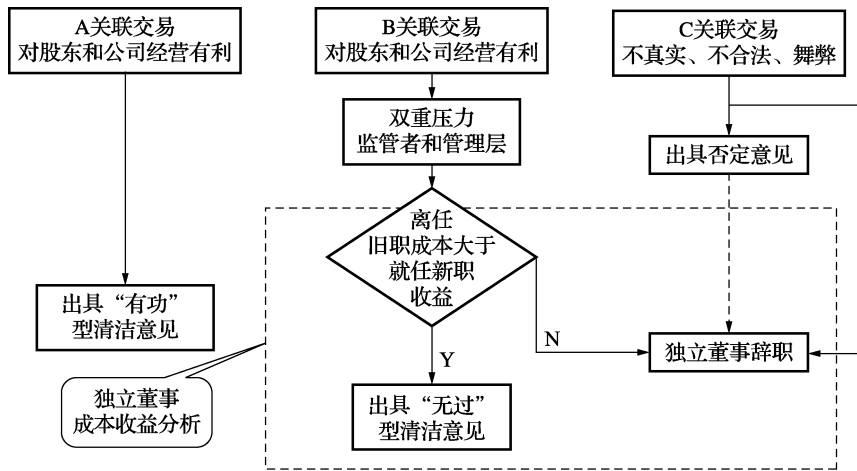 A关联交易
对股东和公司经营有利
B关联交易
对股东和公司经营有利
C关联交易
不真实、不合法、舞弊
双重压力
监管者和管理层
出具否定意见
离任
旧职成本大于
就任新职
收益
出具“有功”
型清洁意见
N
独立董事辞职
Y
独立董事
成本收益分析
出具“无过”
型清洁意见